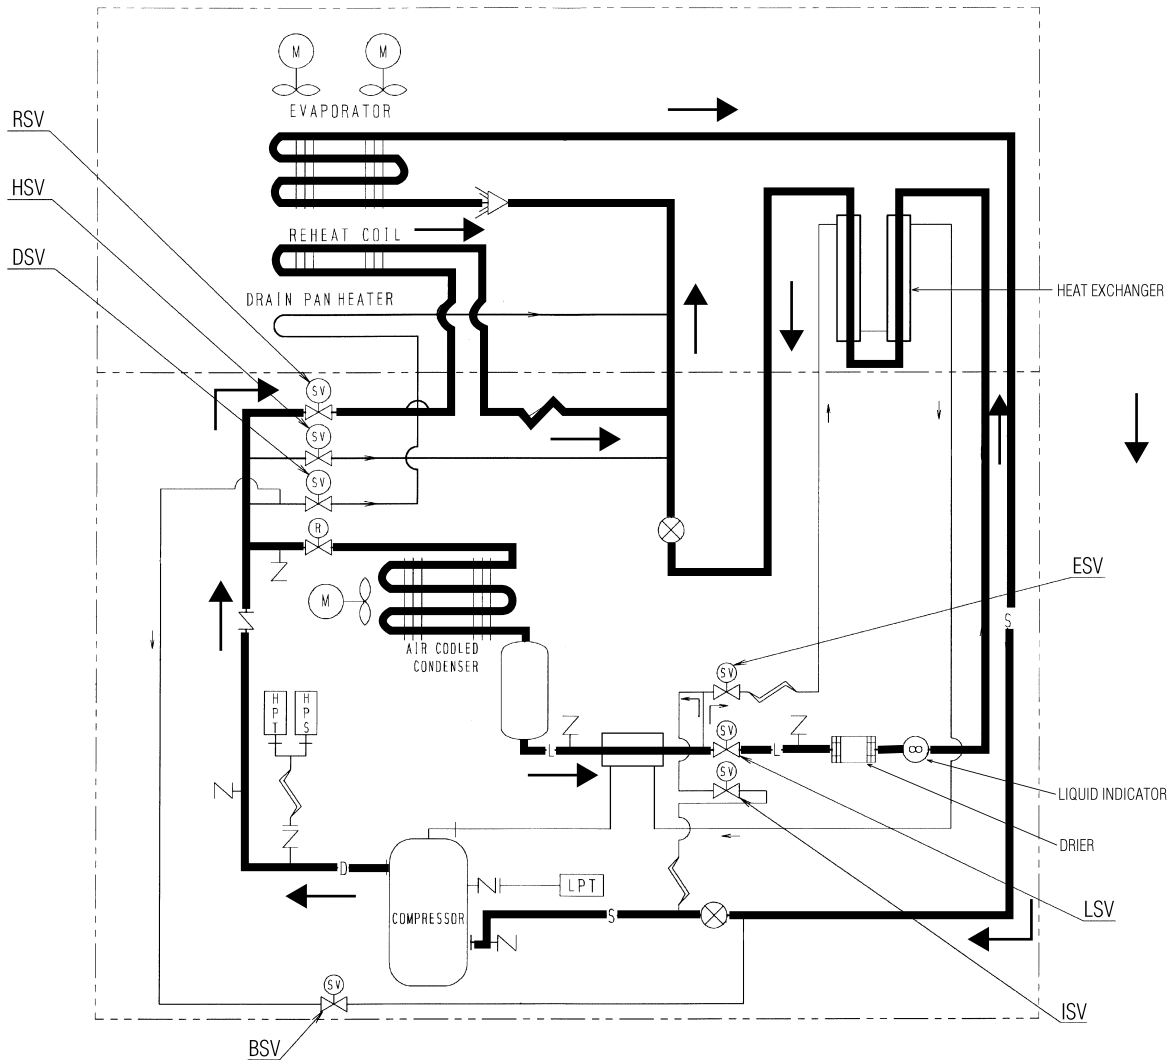 M
M
EVAPORATOR
RSV
HSV
REHEAT COIL
DSV
DRAIN PAN HEATER
HEAT EXCHANGER
SV
SV
SV
R
M
AIR COOLED
CONDENSER
ESV
S
SV
HPT
HPS
SV
L
L
SV
LIQUID INDICATOR
DRIER
D
LPT
COMPRESSOR
S
LSV
SV
ISV
BSV